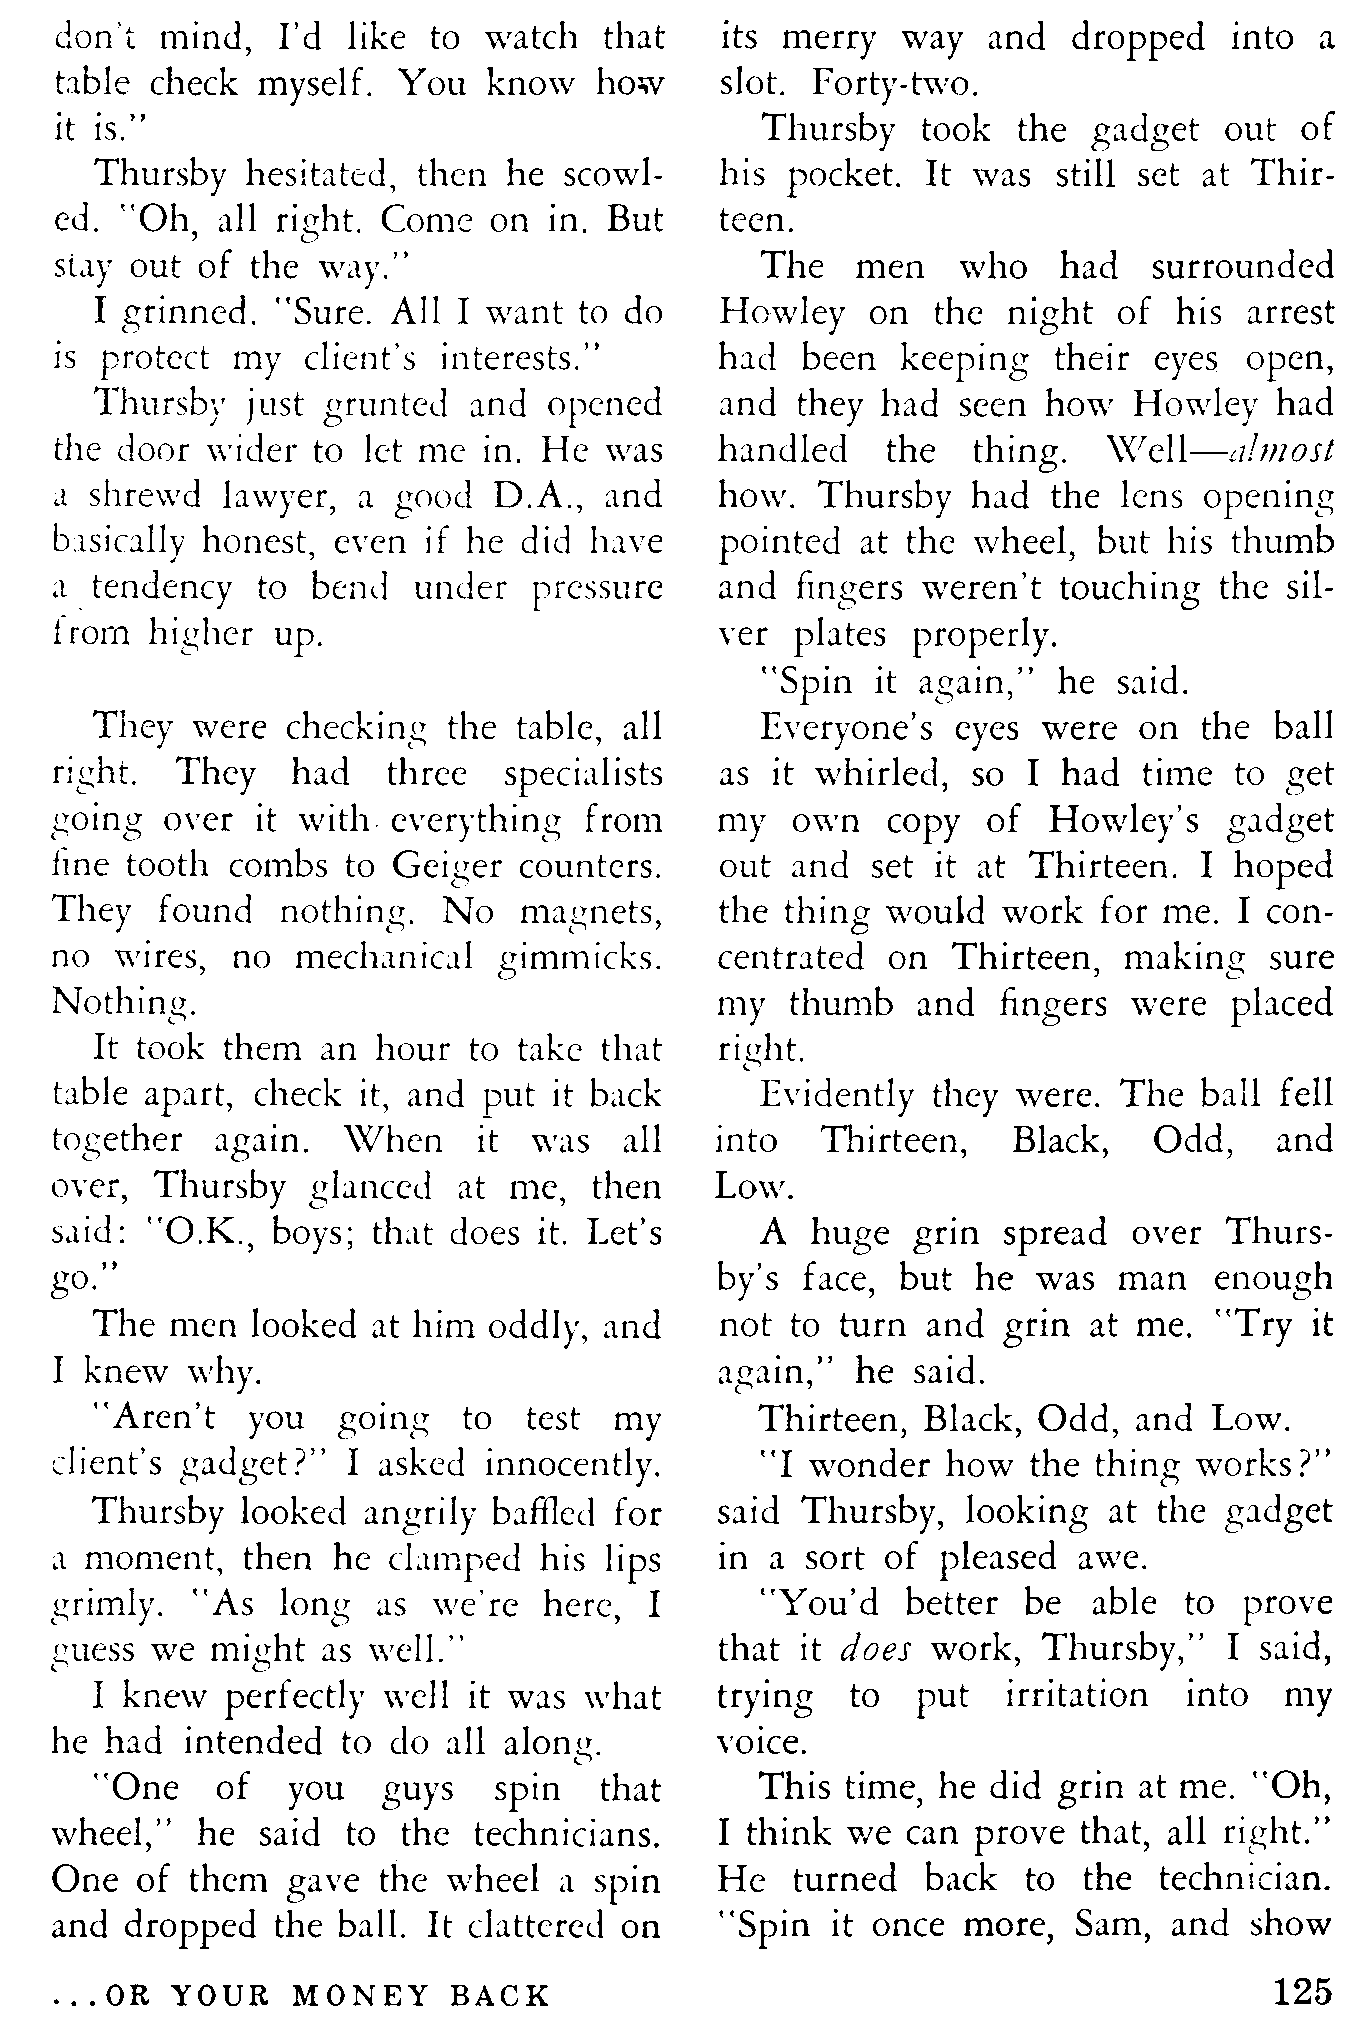 don't mind, I'd like to watch that
table check myself. You know how
it is."
Thursby hesitated, then he scowl-
ed. "Oh, all right. Come on in. But
stay out of the way."
I grinned. "Sure. All I want to do
is protect my client's interests."
Thursby just grunted and opened
the door wider to let me in. He was
a shrewd lawyer, a good D.A., and
basically honest, even if he did have
a tendency to bend under pressure
from higher up.
They were checking the table, all
right. They had three specialists
going over it with everything from
fine tooth combs to Geiger counters.
They found nothing. No magnets,
no wires, no mechanical gimmicks.
Nothing.
It took them an hour to take that
table apart, check it, and put it back
together again. When it was all
over, Thursby glanced at me, then
said: "O.K., boys; that does it. Let's
go."
The men looked at him oddly, and
I knew why.
"Aren't you going to test my
client's gadget?" I asked innocently.
Thursby looked angrily baffled for
a moment, then he clamped his lips
grimly. "As long as we're here, I
guess we might as well."
I knew perfectly well it was what
he had intended to do all along.
"One of you guys spin that
wheel," he said to the technicians.
One of them gave the wheel a spin
and dropped the ball. It clattered on
its merry way and dropped into a
slot. Forty-two.
Thursby took the gadget out of
his pocket. It was still set at Thir-
teen.
The men who had surrounded
Howley on the night of his arrest
had been keeping their eyes open,
and they had seen how Howley had
handled the thing. Well—almost
how. Thursby had the lens opening
pointed at the wheel, but his thumb
and fingers weren't touching the sil-
ver plates properly.
"Spin it again," he said.
Everyone's eyes were on the ball
as it whirled, so I had time to get
my own copy of Howley's gadget
out and set it at Thirteen. I hoped
the thing would work for me. I con-
centrated on Thirteen, making sure
my thumb and fingers were placed
right.
Evidently they were. The ball fell
into Thirteen, Black, Odd, and
Low.
A huge grin spread over Thurs-
by's face, but he was man enough
not to turn and grin at me. "Try it
again," he said.
Thirteen, Black, Odd, and Low.
"I wonder how the thing works?"
said Thursby, looking at the gadget
in a sort of pleased awe.
"You'd better be able to prove
that it does work, Thursby," I said,
trying to put irritation into my
voice.
This time, he did grin at me. "Oh,
I think we can prove that, all right."
He turned back to the technician.
"Spin it once more, Sam, and show
...OR YOUR MONEY BACK
125